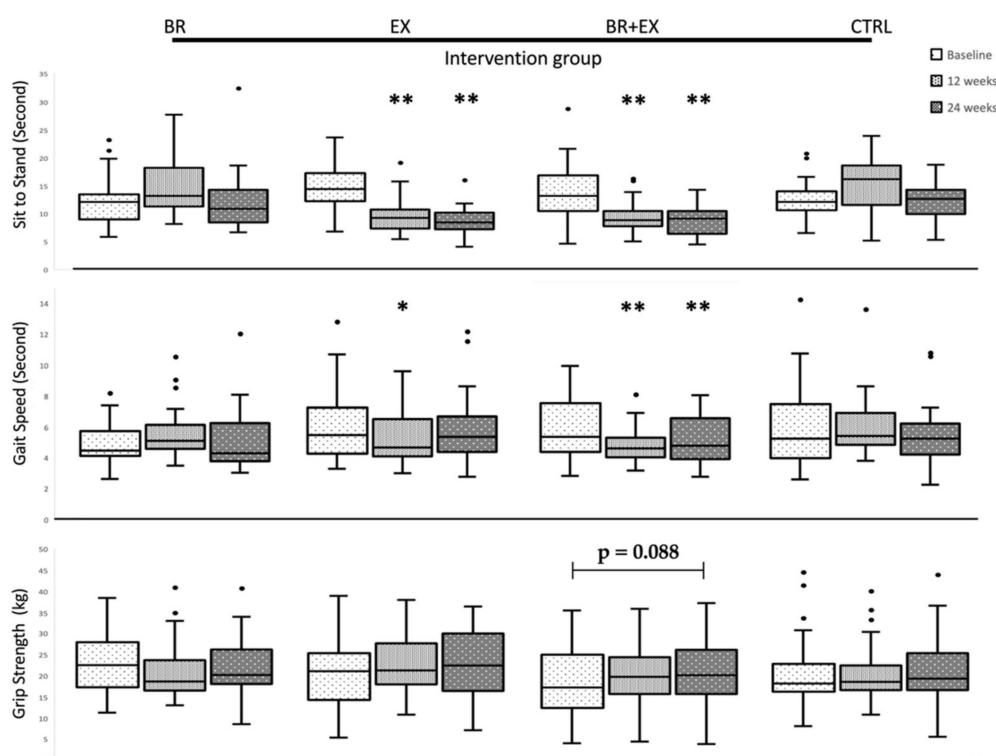 BR EX BR+EX CTRL
Intervention group
Baseline
12 weeks
24 weeks
Sit to Stand (Second)
35
30
25
20
15
10
5
0
** ** ** **
Gait Speed (Second)
14
12
10
8
6
4
2
0
* ** **
Grip Strength (kg)
50
45
40
35
30
25
20
15
10
5
p = 0.088